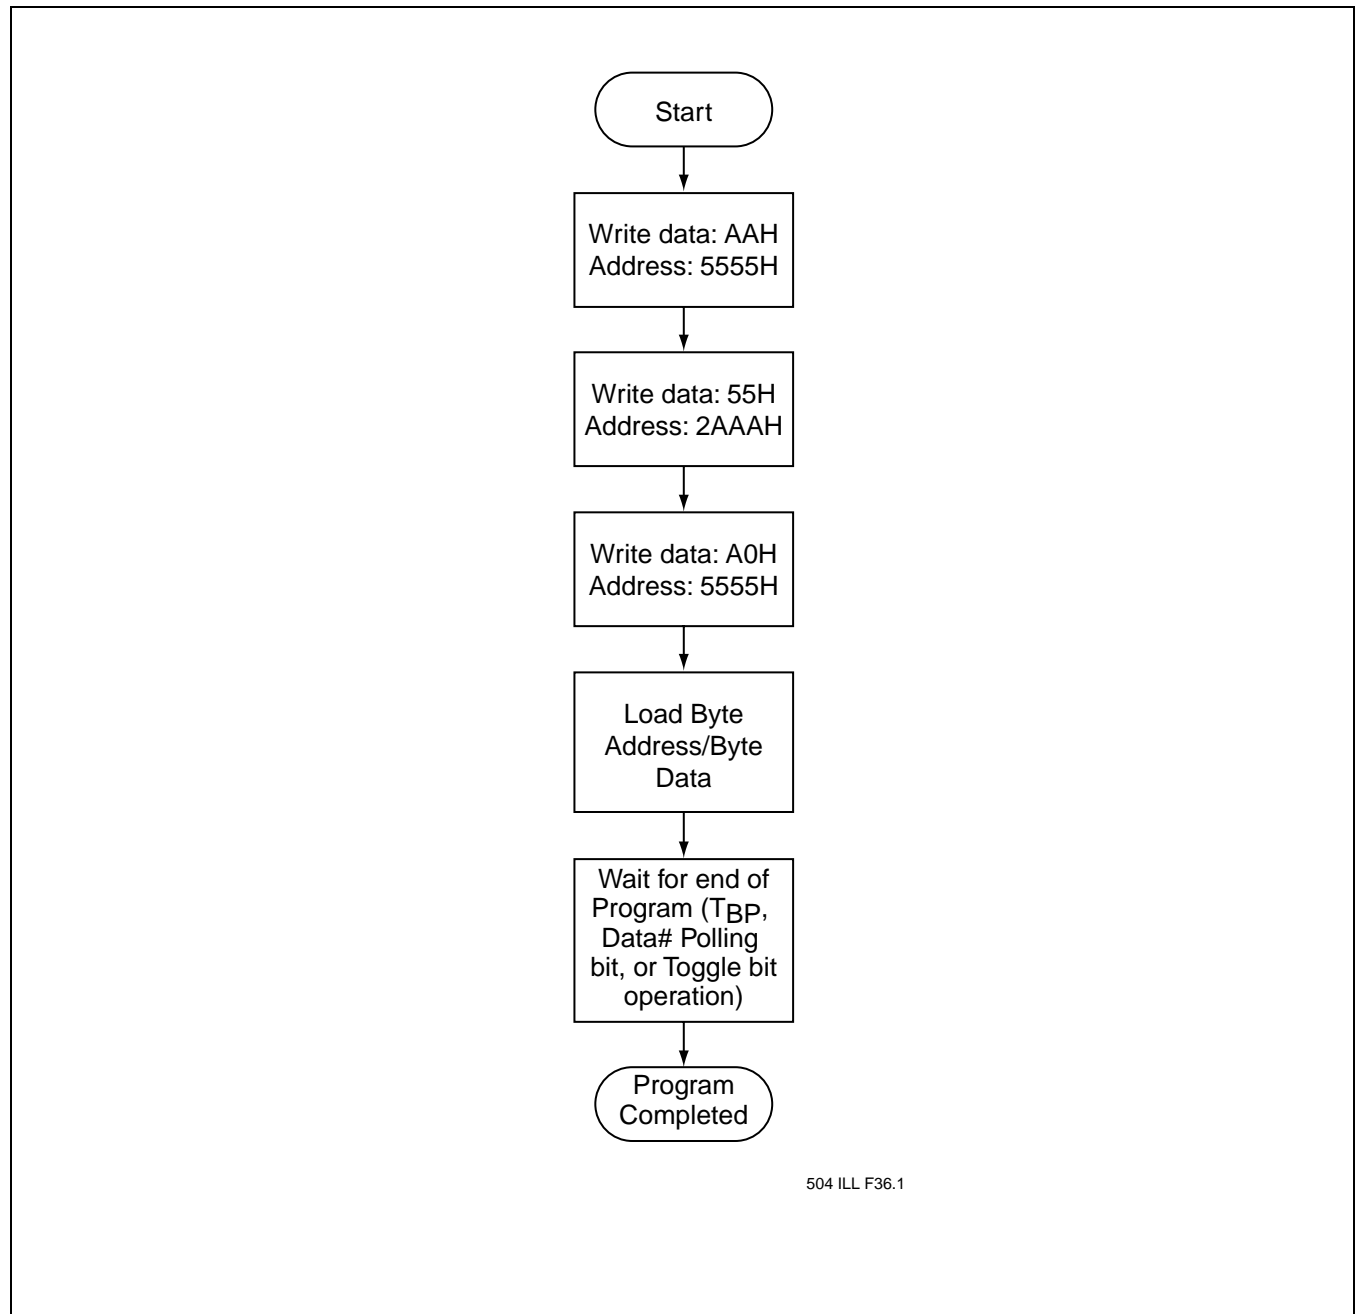 Start
Write data: AAH
Address: 5555H
Write data: 55H
Address: 2AAAH
Write data: A0H
Address: 5555H
Load Byte
Address/Byte
Data
Wait for end of
Program (TBP,
Data# Polling
bit, or Toggle bit
operation)
Program
Completed
504 ILL F36.1